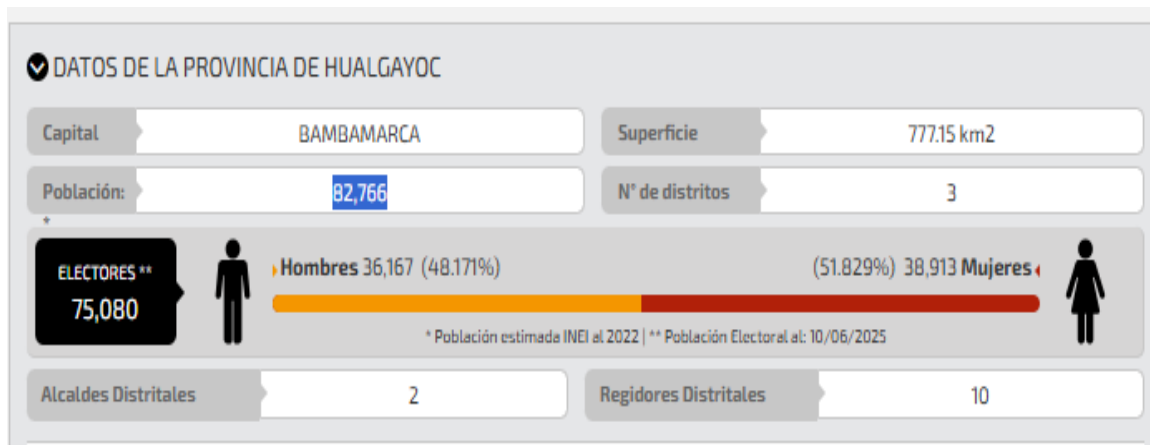 DATOS DE LA PROVINCIA DE HUALGAYOC
Capital BAMBAMARCA Superficie 777.15 km2
Población: 82,766 N° de distritos 3
*
ELECTORES ** Hombres 36,167 (48.171%) (51.829%) 38,913 Mujeres
75,080
* Población estimada INEI al 2022 | ** Población Electoral al: 10/06/2025
Alcaldes Distritales 2 Regidores Distritales 10